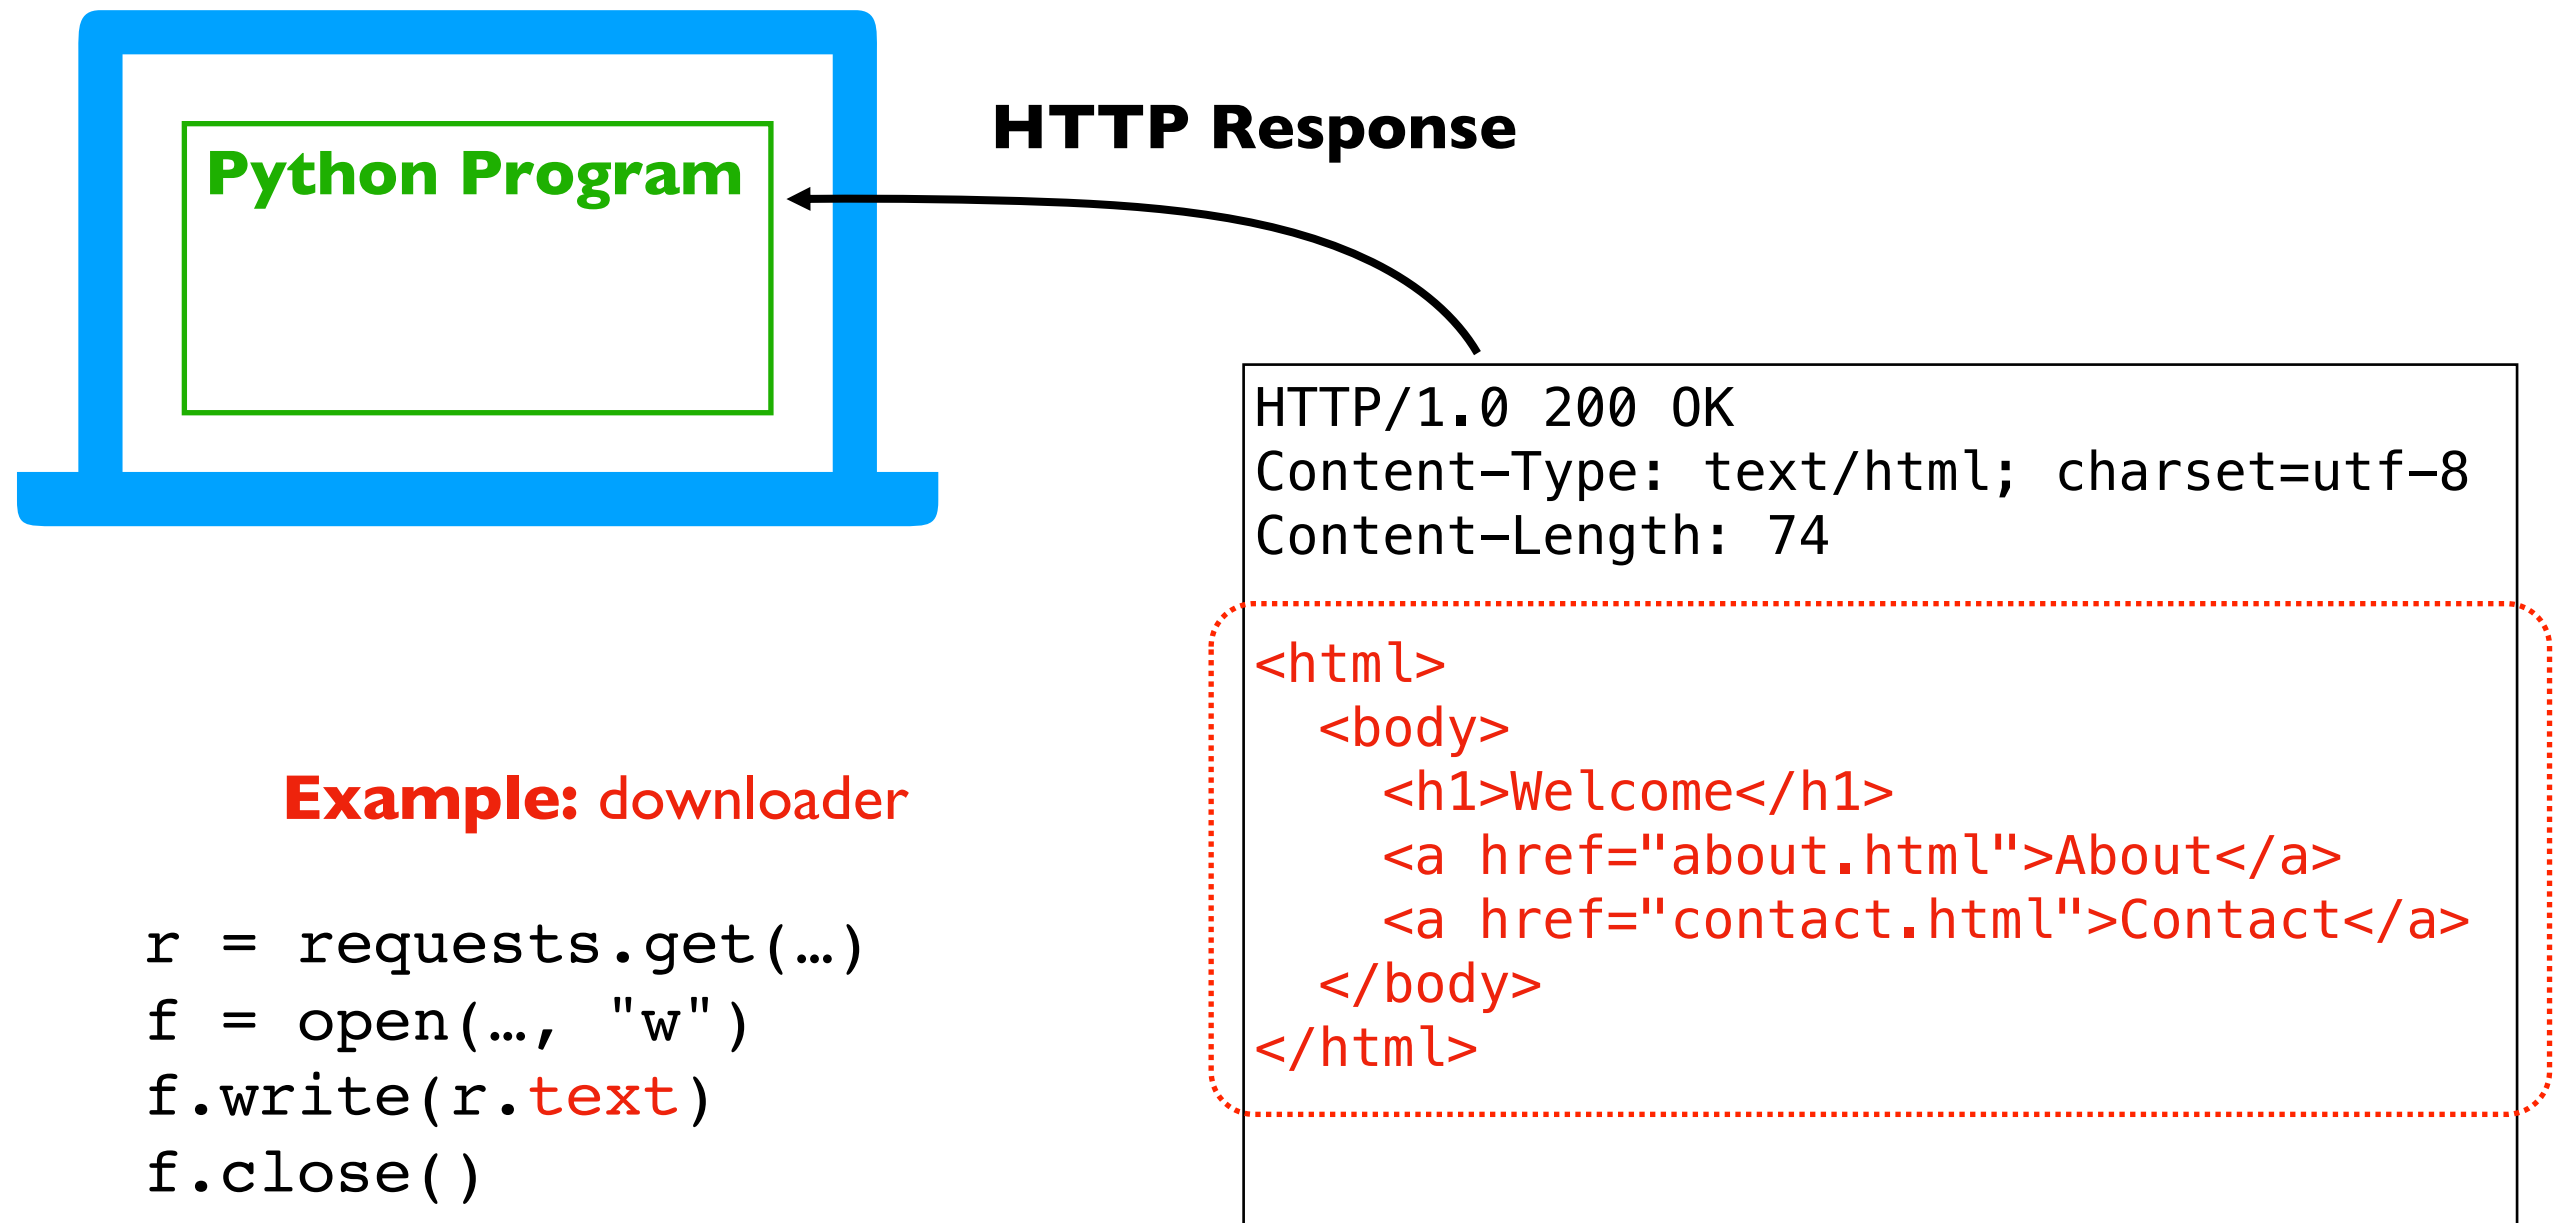 Python Program
HTTP Response
HTTP/1.0 200 OK
Content-Type: text/html; charset=utf-8
Content-Length: 74
<html>
  <body>
    <h1>Welcome</h1>
    <a href="about.html">About</a>
    <a href="contact.html">Contact</a>
  </body>
</html>
Example: downloader
r = requests.get(…)
f = open(…, "w")
f.write(r.text)
f.close()